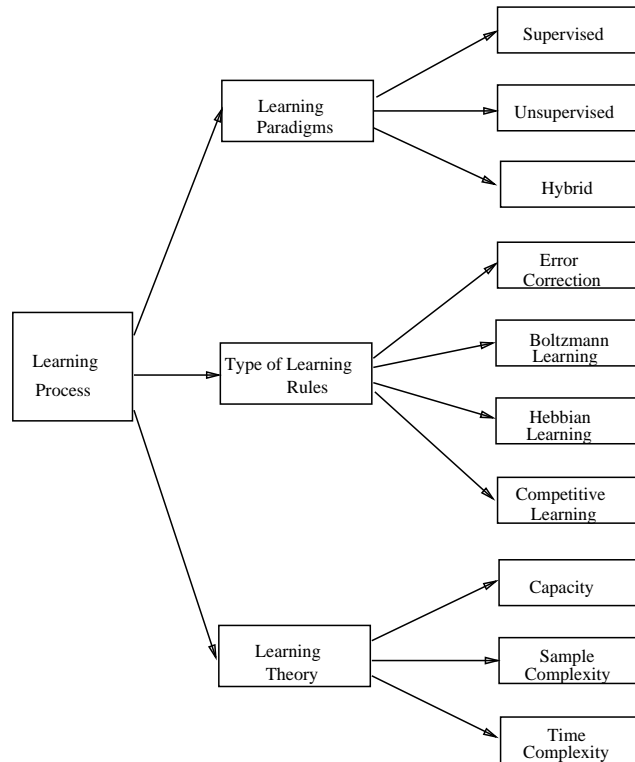 Supervised
Learning
Paradigms
Unsupervised
Hybrid
Error
Correction
Learning
Process
Type of Learning
Rules
Boltzmann
Learning
Hebbian
Learning
Competitive
Learning
Capacity
Learning
Theory
Sample
Complexity
Time
Complexity